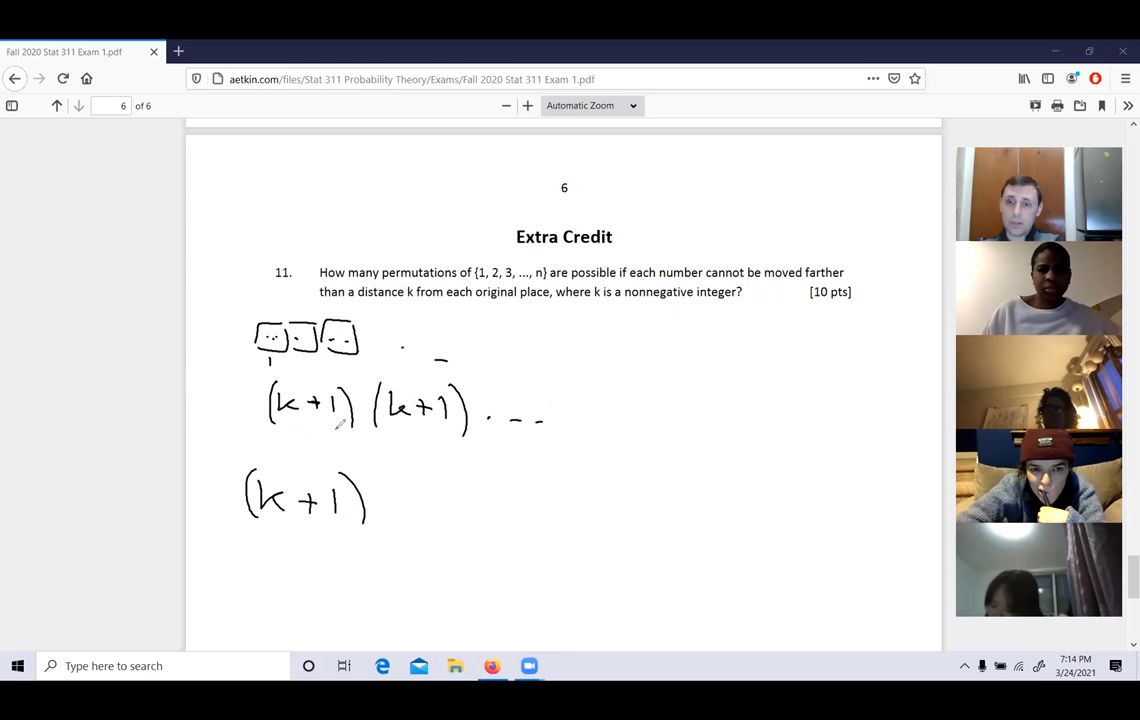 Fall 2020 Stat 311 Exam 1.pdf
aetkin.com/files/Stat 311 Probability Theory/Exams/Fall 2020 Stat 311 Exam 1.pdf
6 of 6
Automatic Zoom
6
Extra Credit
11. How many permutations of {1, 2, 3, ..., n} are possible if each number cannot be moved farther
than a distance k from each original place, where k is a nonnegative integer? [10 pts]
(k+1) (k+1) . - -
(k+1)
Type here to search
7:14 PM
3/24/2021